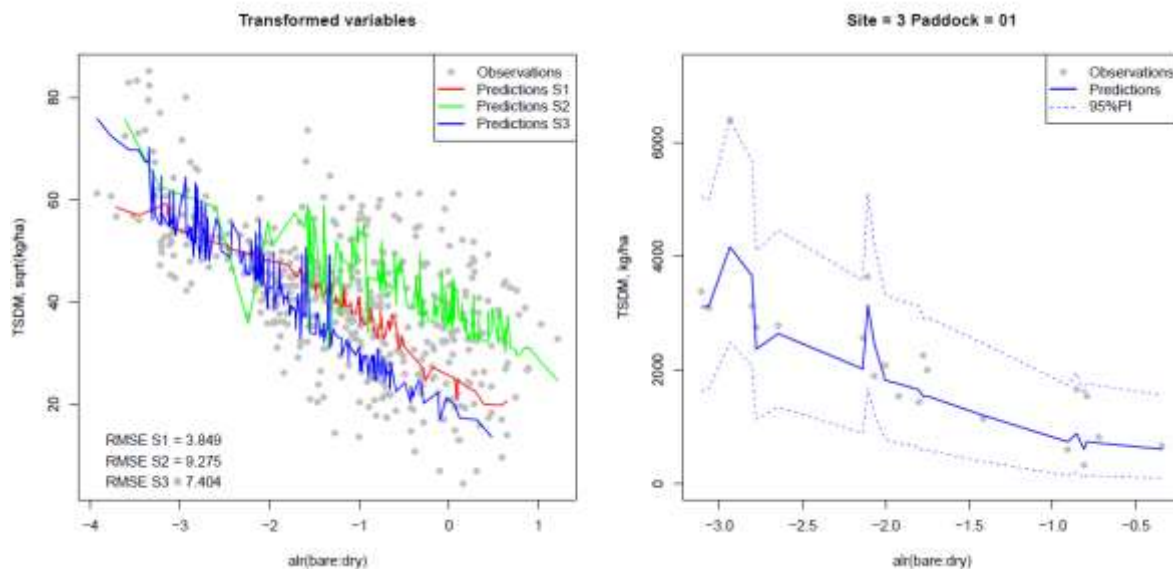 Transformed variables
TSDM, sqrt(kg/ha)
80
60
40
20
Observations
Predictions S1
Predictions S2
Predictions S3
RMSE S1 = 3.849
RMSE S2 = 9.275
RMSE S3 = 7.404
−4 −3 −2 −1 0 1
alr(bare:dry)
Site = 3 Paddock = 01
TSDM, kg/ha
6000
4000
2000
0
Observations
Predictions
95%PI
−3.0 −2.5 −2.0 −1.5 −1.0 −0.5
alr(bare:dry)